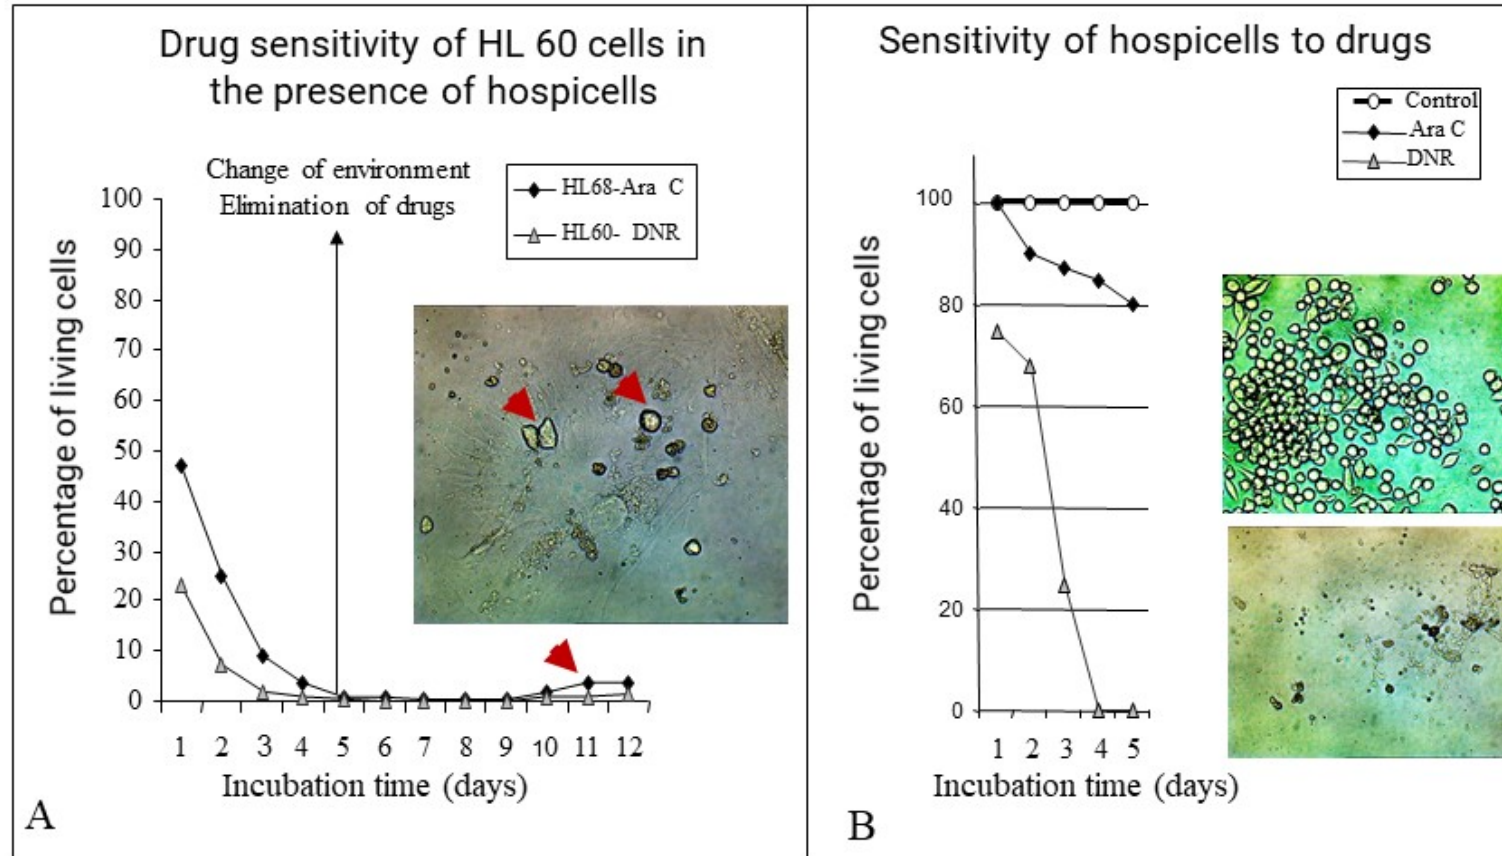 Drug sensitivity of HL 60 cells in
the presence of hospicells
Change of environment
Elimination of drugs
HL68-Ara C
HL60- DNR
Percentage of living cells
100
90
80
70
60
50
40
30
20
10
0
1 2 3 4 5 6 7 8 9 10 11 12
Incubation time (days)
A
Sensitivity of hospicells to drugs
Control
Ara C
DNR
Percentage of living cells
100
80
60
40
20
0
1 2 3 4 5
Incubation time (days)
B